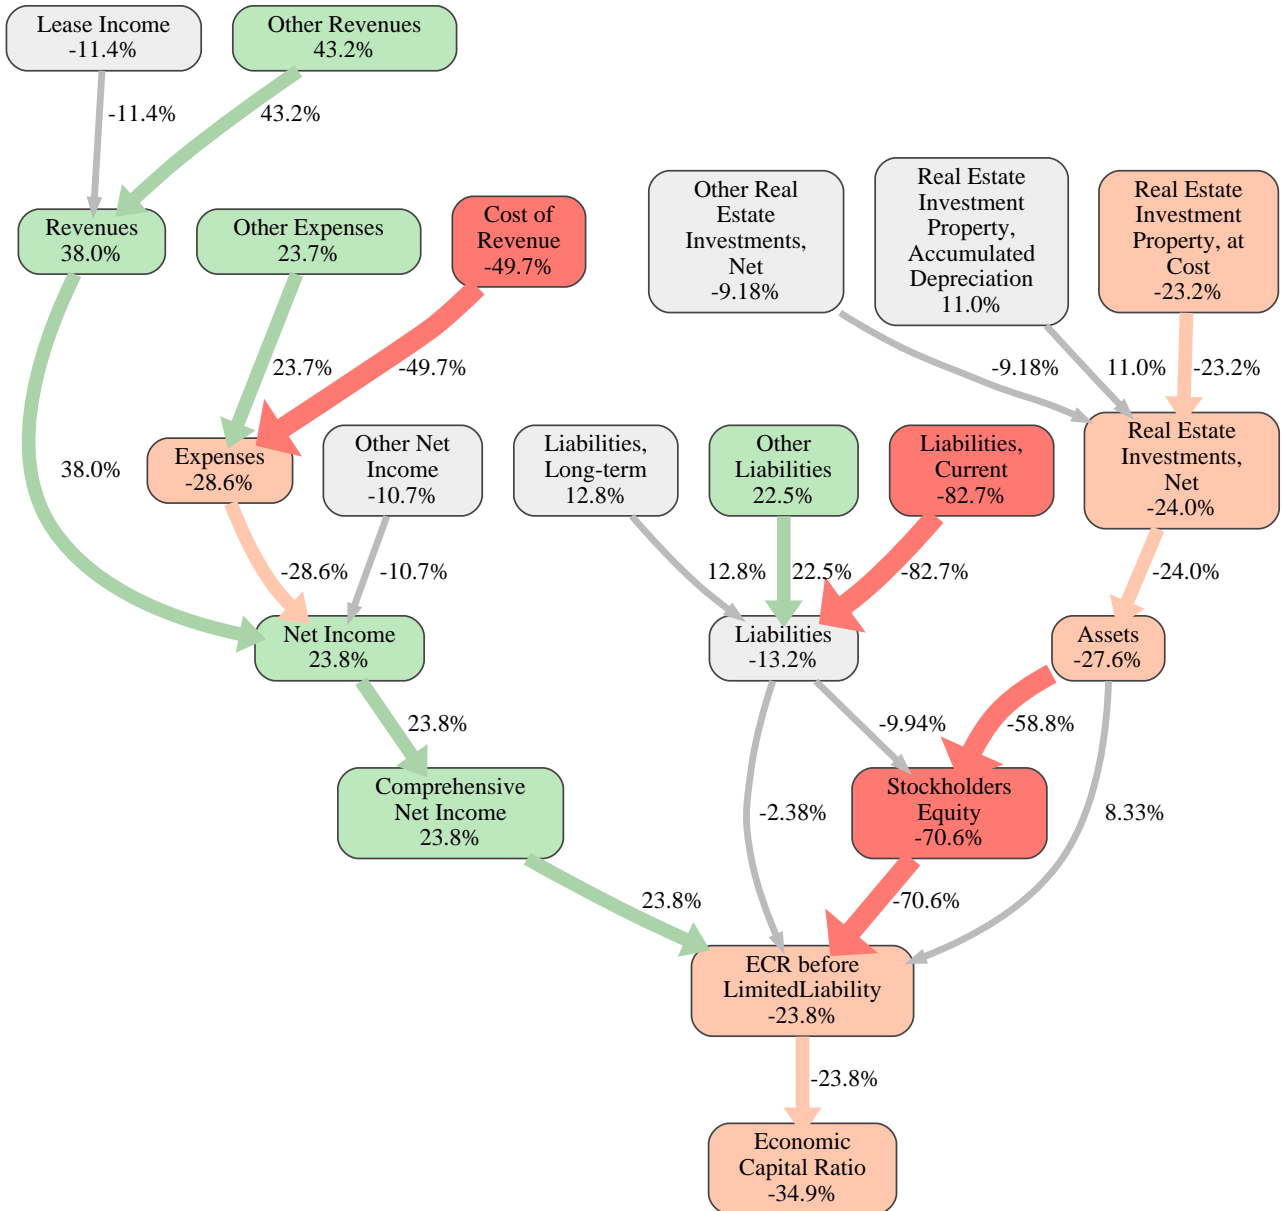 Lease Income
-11.4%
Other Revenues
43.2%
-11.4%
43.2%
Revenues
38.0%
Other Expenses
23.7%
Cost of
Revenue
-49.7%
Other Real
Estate
Investments,
Net
-9.18%
Real Estate
Investment
Property,
Accumulated
Depreciation
11.0%
Real Estate
Investment
Property, at
Cost
-23.2%
23.7%
-49.7%
-9.18%
11.0%
-23.2%
38.0%
Expenses
-28.6%
Other Net
Income
-10.7%
Liabilities,
Long-term
12.8%
Other
Liabilities
22.5%
Liabilities,
Current
-82.7%
Real Estate
Investments,
Net
-24.0%
-28.6%
-10.7%
12.8%
22.5%
-82.7%
-24.0%
Net Income
23.8%
Liabilities
-13.2%
Assets
-27.6%
23.8%
-9.94%
-58.8%
Comprehensive
Net Income
23.8%
-2.38%
Stockholders
Equity
-70.6%
8.33%
23.8%
-70.6%
ECR before
LimitedLiability
-23.8%
-23.8%
Economic
Capital Ratio
-34.9%